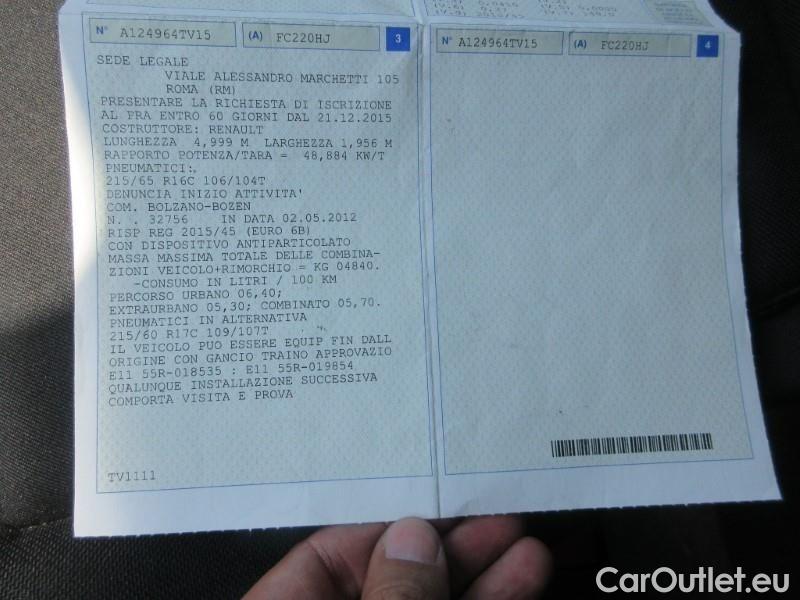 N° A124964TV15 (A) FC220HJ 3
SEDE LEGALE
VIALE ALESSANDRO MARCHETTI 105
ROMA (RM)
PRESENTARE LA RICHIESTA DI ISCRIZIONE
AL PRA ENTRO 60 GIORNI DAL 21.12.2015
COSTRUTTORE: RENAULT
LUNGHEZZA 4,999 M LARGHEZZA 1,956 M
RAPPORTO POTENZA/TARA = 48,884 KW/T
PNEUMATICI:
215/65 R16C 106/104T
DENUNCIA INIZIO ATTIVITA'
COM. BOLZANO-BOZEN
N. . 32756 IN DATA 02.05.2012
RISP REG 2015/45 (EURO 6B)
CON DISPOSITIVO ANTIPARTICOLATO
MASSA MASSIMA TOTALE DELLE COMBINA-
ZIONI VEICOLO+RIMORCHIO = KG 04840.
-CONSUMO IN LITRI / 100 KM
PERCORSO URBANO 06,40;
EXTRAURBANO 05,30; COMBINATO 05,70.
PNEUMATICI IN ALTERNATIVA
215/60 R17C 109/107T
IL VEICOLO PUO ESSERE EQUIP FIN DALL
ORIGINE CON GANCIO TRAINO APPROVAZIO
E11 55R-018535 : E11 55R-019854
QUALUNQUE INSTALLAZIONE SUCCESSIVA
COMPORTA VISITA E PROVA
TV1111
N° A124964TV15 (A) FC220HJ 4
CarOutlet.eu